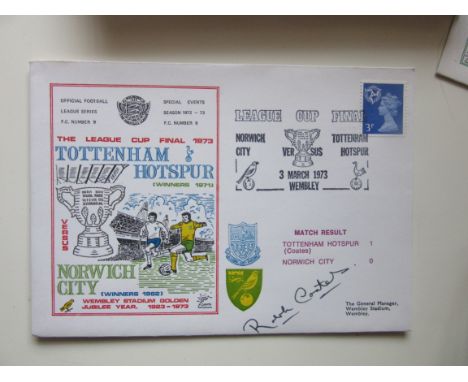 OFFICIAL FOOTBALL
LEAGUE SERIES
F.C. NUMBER 9
SPECIAL EVENTS
SEASON 1972 - 73
F.C. NUMBER 9
THE LEAGUE CUP FINAL 1973
TOTTENHAM
HOTSPUR
(WINNERS 1971)
VERSUS
NORWICH
CITY
(WINNERS 1962)
WEMBLEY STADIUM GOLDEN
JUBILEE YEAR. 1923-1973
LEAGUE CUP FINAL
NORWICH TOTTENHAM
CITY VERSUS HOTSPUR
3 MARCH 1973
WEMBLEY
3P
MATCH RESULT
TOTTENHAM HOTSPUR 1
(Coates)
NORWICH CITY 0
Ralph Coates
The General Manager,
Wembley Stadium,
Wembley.